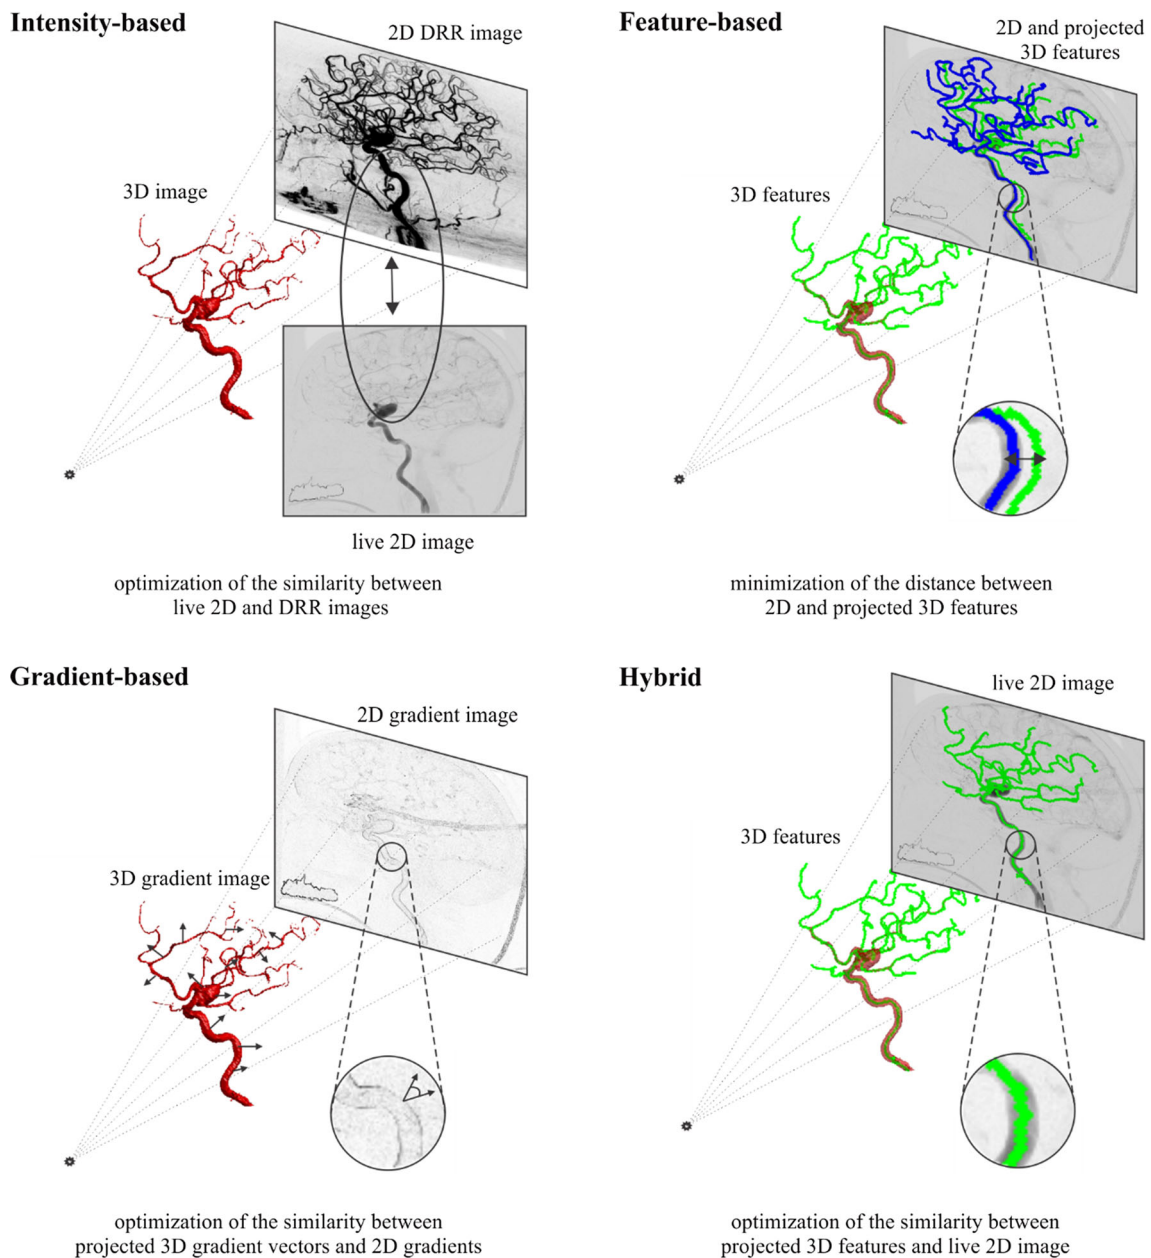 Intensity-based
2D DRR image
3D image
live 2D image
optimization of the similarity between
live 2D and DRR images
Feature-based
2D and projected
3D features
3D features
minimization of the distance between
2D and projected 3D features
Gradient-based
2D gradient image
3D gradient image
optimization of the similarity between
projected 3D gradient vectors and 2D gradients
Hybrid
live 2D image
3D features
optimization of the similarity between
projected 3D features and live 2D image